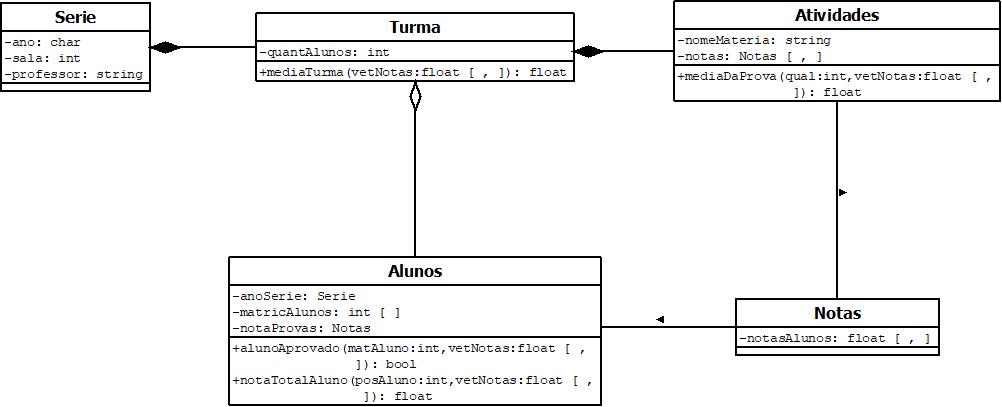 Serie
-ano: char
-sala: int
-professor: string
Turma
-quantAlunos: int
+mediaTurma(vetNotas:float [ , ]): float
Atividades
-nomeMateria: string
-notas: Notas [ , ]
+mediaDaProva(qual:int,vetNotas:float [ ,
]): float
Alunos
-anoSerie: Serie
-matricAlunos: int [ ]
-notaProvas: Notas
+alunoAprovado(matAluno:int,vetNotas:float [ ,
]): bool
+notaTotalAluno(posAluno:int,vetNotas:float [ ,
]): float
Notas
-notasAlunos: float [ , ]